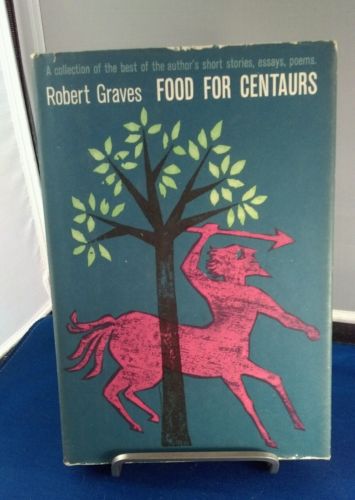 A collection of the best of the author's short stories, essays, poems.
Robert Graves FOOD FOR CENTAURS